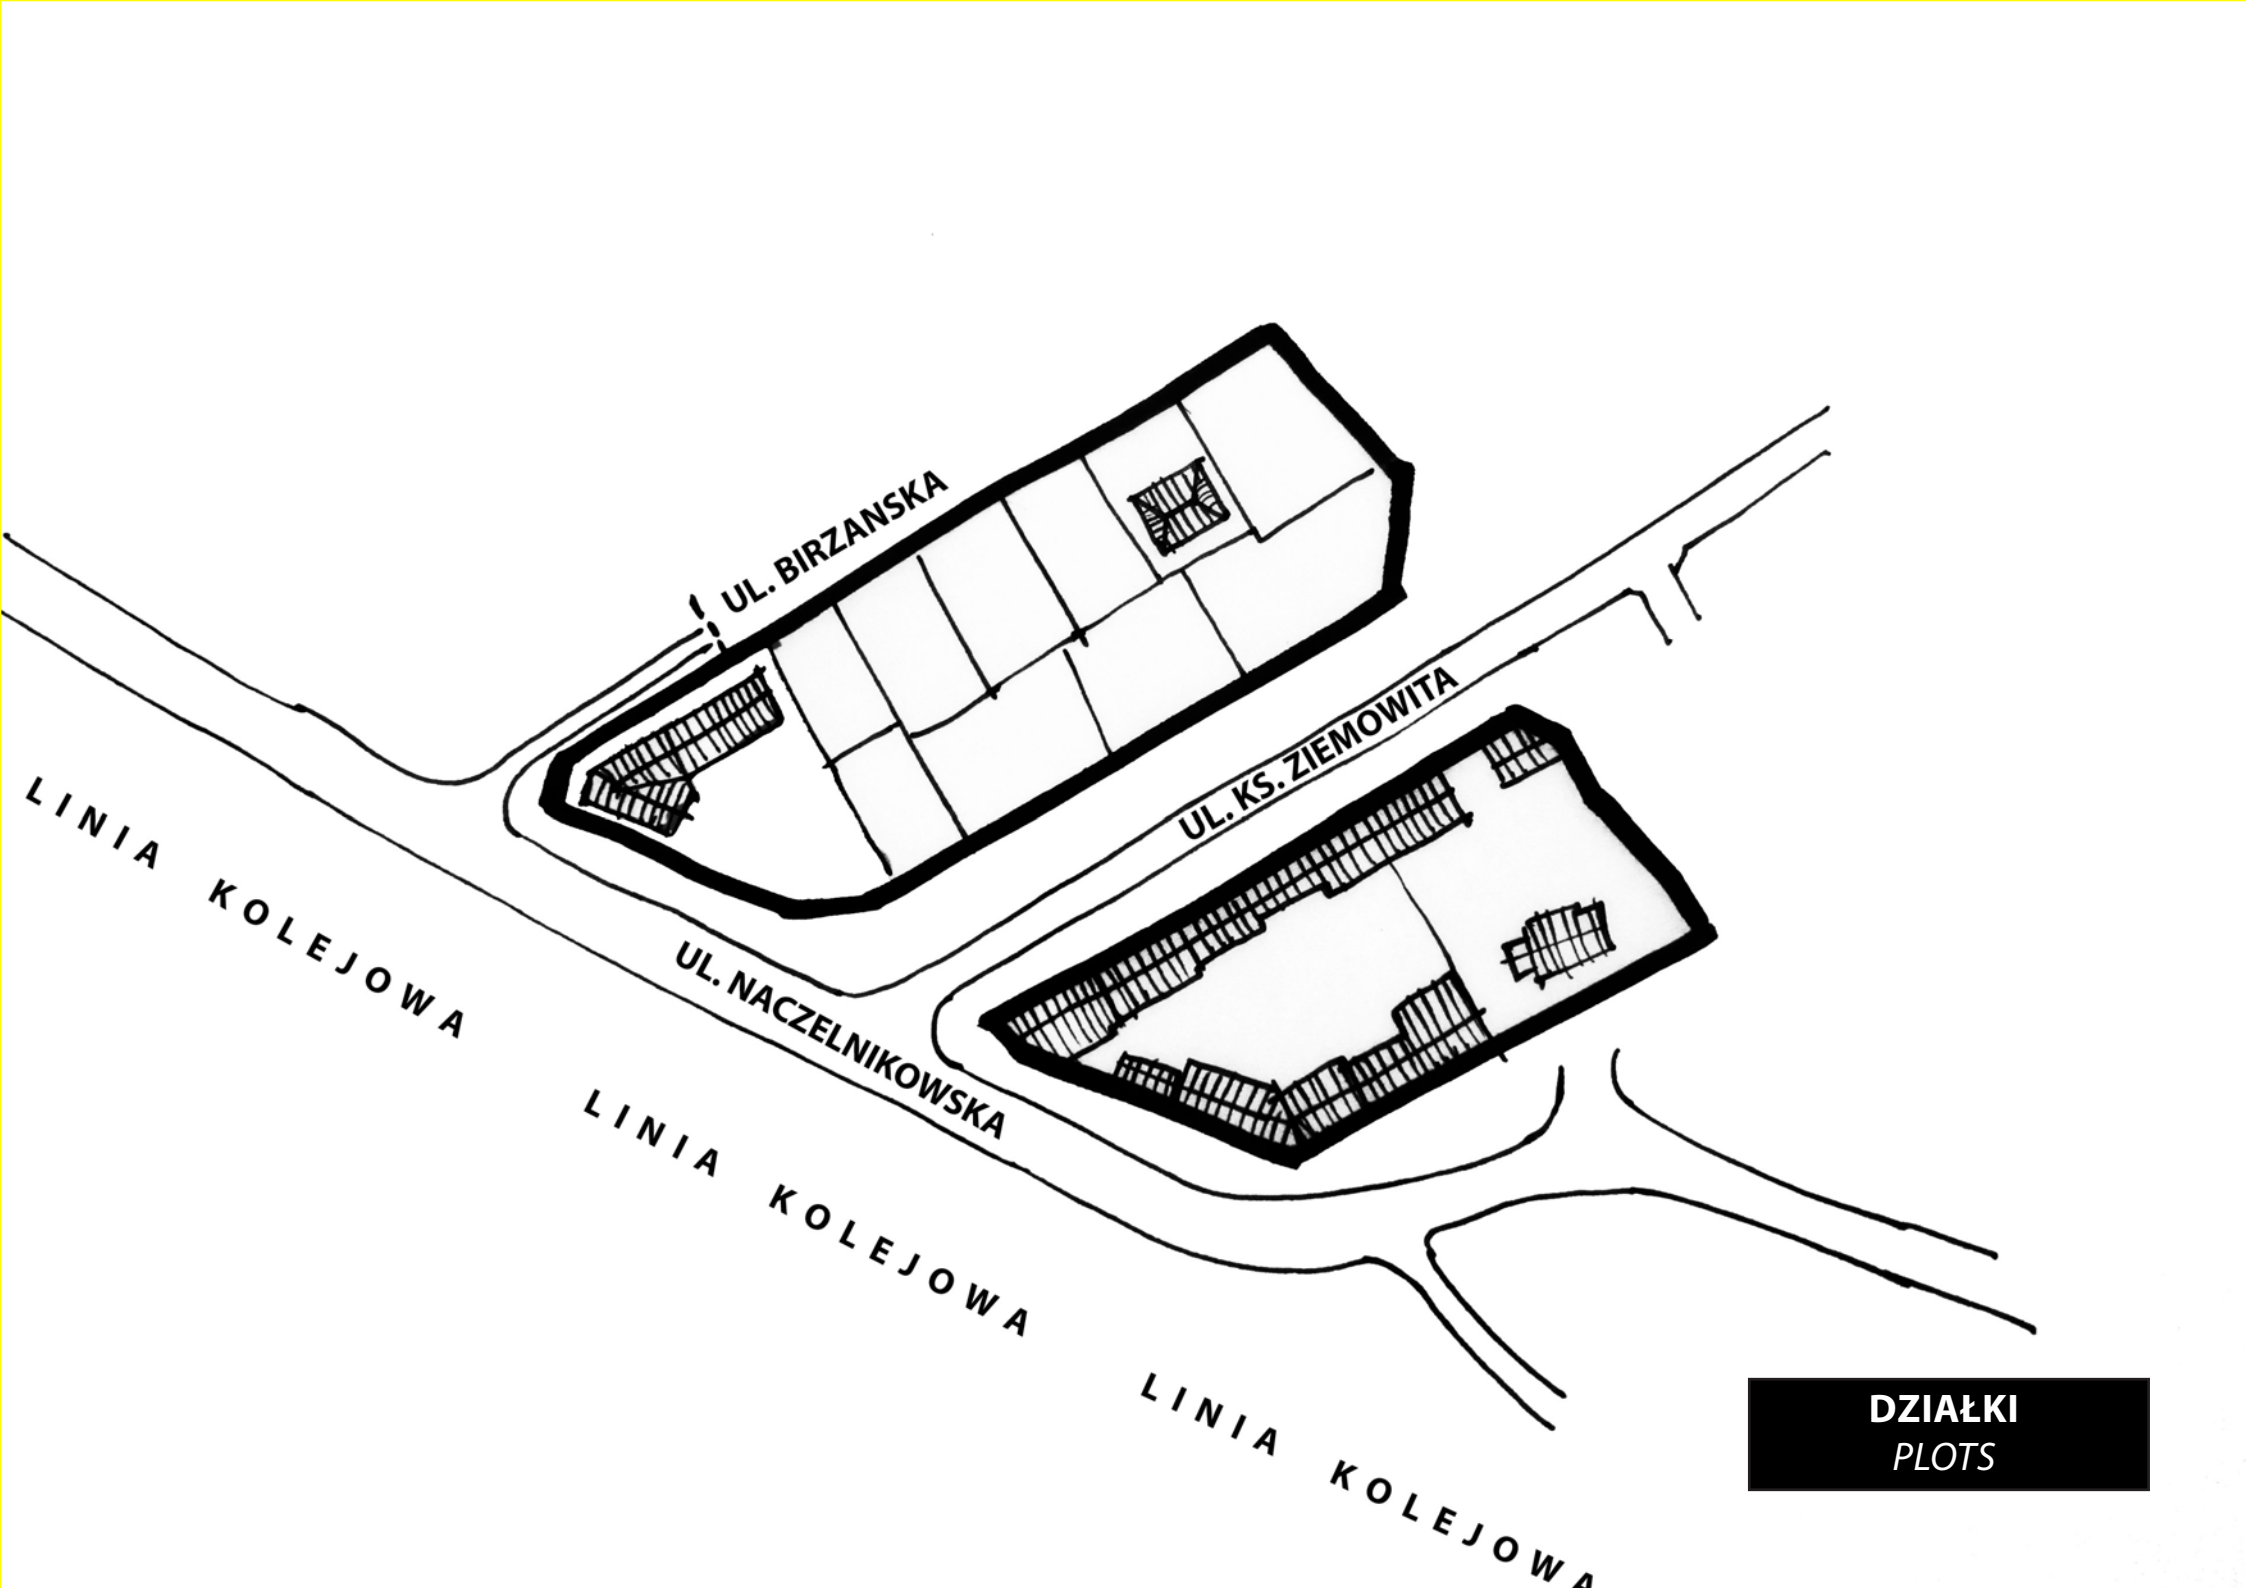 UL. BIRZANSKA
UL. KS. ZIEMOWITA
UL. NACZELNIKOWSKA
LINIA KOLEJOWA
LINIA KOLEJOWA
LINIA KOLEJOWA
DZIAŁKI
PLOTS